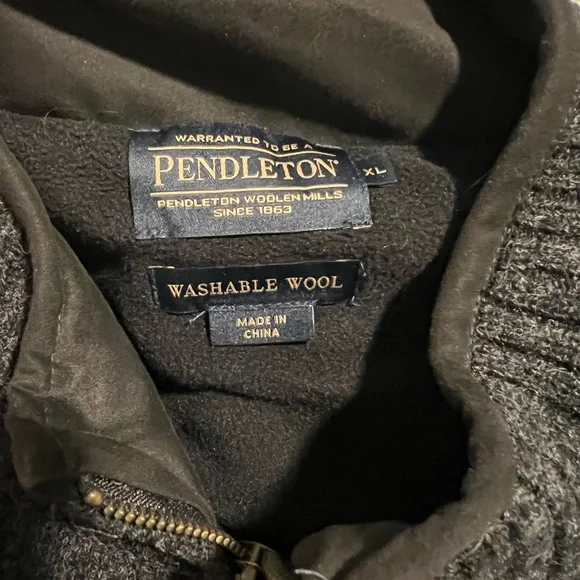 WARRANTED TO BE A
PENDLETON®
XL
PENDLETON WOOLEN MILLS
SINCE 1863
WASHABLE WOOL
MADE IN
CHINA